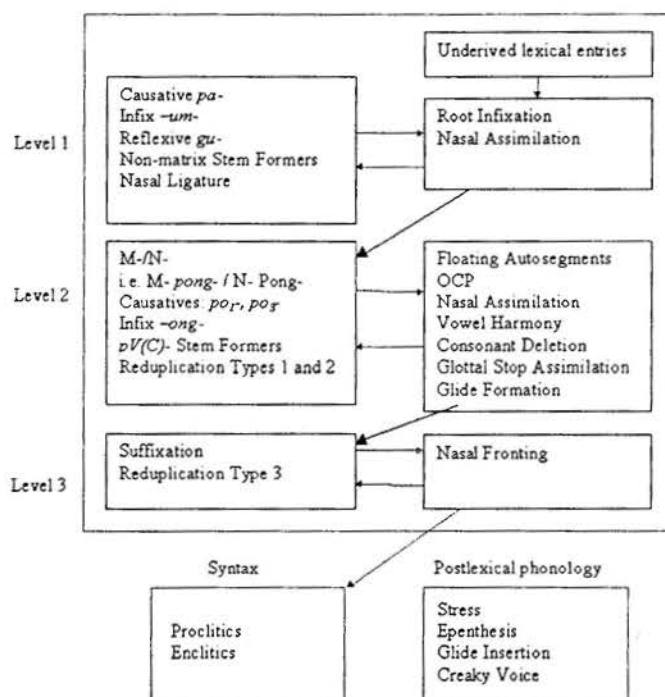 Underived lexical entries
Level 1
Causative pa-
Infix -um-
Reflexive gu-
Non-matrix Stem Formers
Nasal Ligature
Root Infixation
Nasal Assimilation
Level 2
M-/N-
i.e. M- pong- / N- Pong-
Causatives: po
Infix -ong-
pV(C)- Stem Formers
Reduplication Types 1 and 2
Floating Autosegments
OCP
Nasal Assimilation
Vowel Harmony
Consonant Deletion
Glottal Stop Assimilation
Glide Formation
Level 3
Suffixation
Reduplication Type 3
Nasal Fronting
Syntax
Proclitics
Enclitics
Postlexical phonology
Stress
Epenthesis
Glide Insertion
Creaky Voice